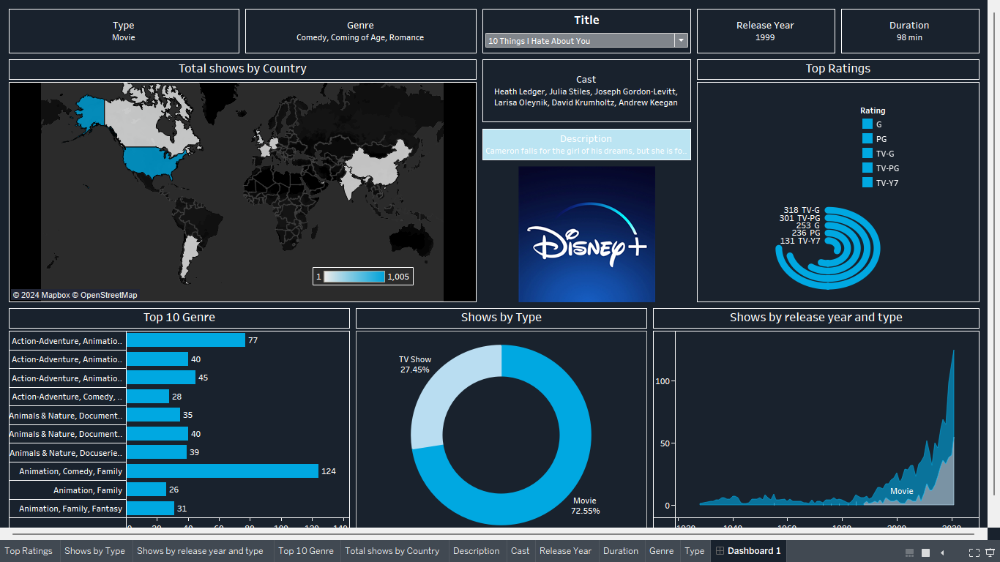 Type
Movie
Genre
Comedy, Coming of Age, Romance
Title
10 Things I Hate About You
Release Year
1999
Duration
98 min
Total shows by Country
1
1,005
© 2024 Mapbox © OpenStreetMap
Cast
Heath Ledger, Julia Stiles, Joseph Gordon-Levitt,
Larisa Oleynik, David Krumholtz, Andrew Keegan
Description
Cameron falls for the girl of his dreams, but she is fo...
Disney+
Top Ratings
Rating
G
PG
TV-G
TV-PG
TV-Y7
318 TV-G
301 TV-PG
253 G
236 PG
131 TV-Y7
Top 10 Genre
Action-Adventure, Animatio.. 77
Action-Adventure, Animatio.. 40
Action-Adventure, Animatio.. 45
Action-Adventure, Comedy, .. 28
Animals & Nature, Document.. 35
Animals & Nature, Document.. 40
Animals & Nature, Docuserie.. 39
Animation, Comedy, Family 124
Animation, Family 26
Animation, Family, Fantasy 31
0 20 40 60 80 100 120 140
Shows by Type
TV Show
27.45%
Movie
72.55%
Shows by release year and type
100
50
0
Movie
1920 1940 1960 1980 2000 2020
Top Ratings Shows by Type Shows by release year and type Top 10 Genre Total shows by Country Description Cast Release Year Duration Genre Type Dashboard 1